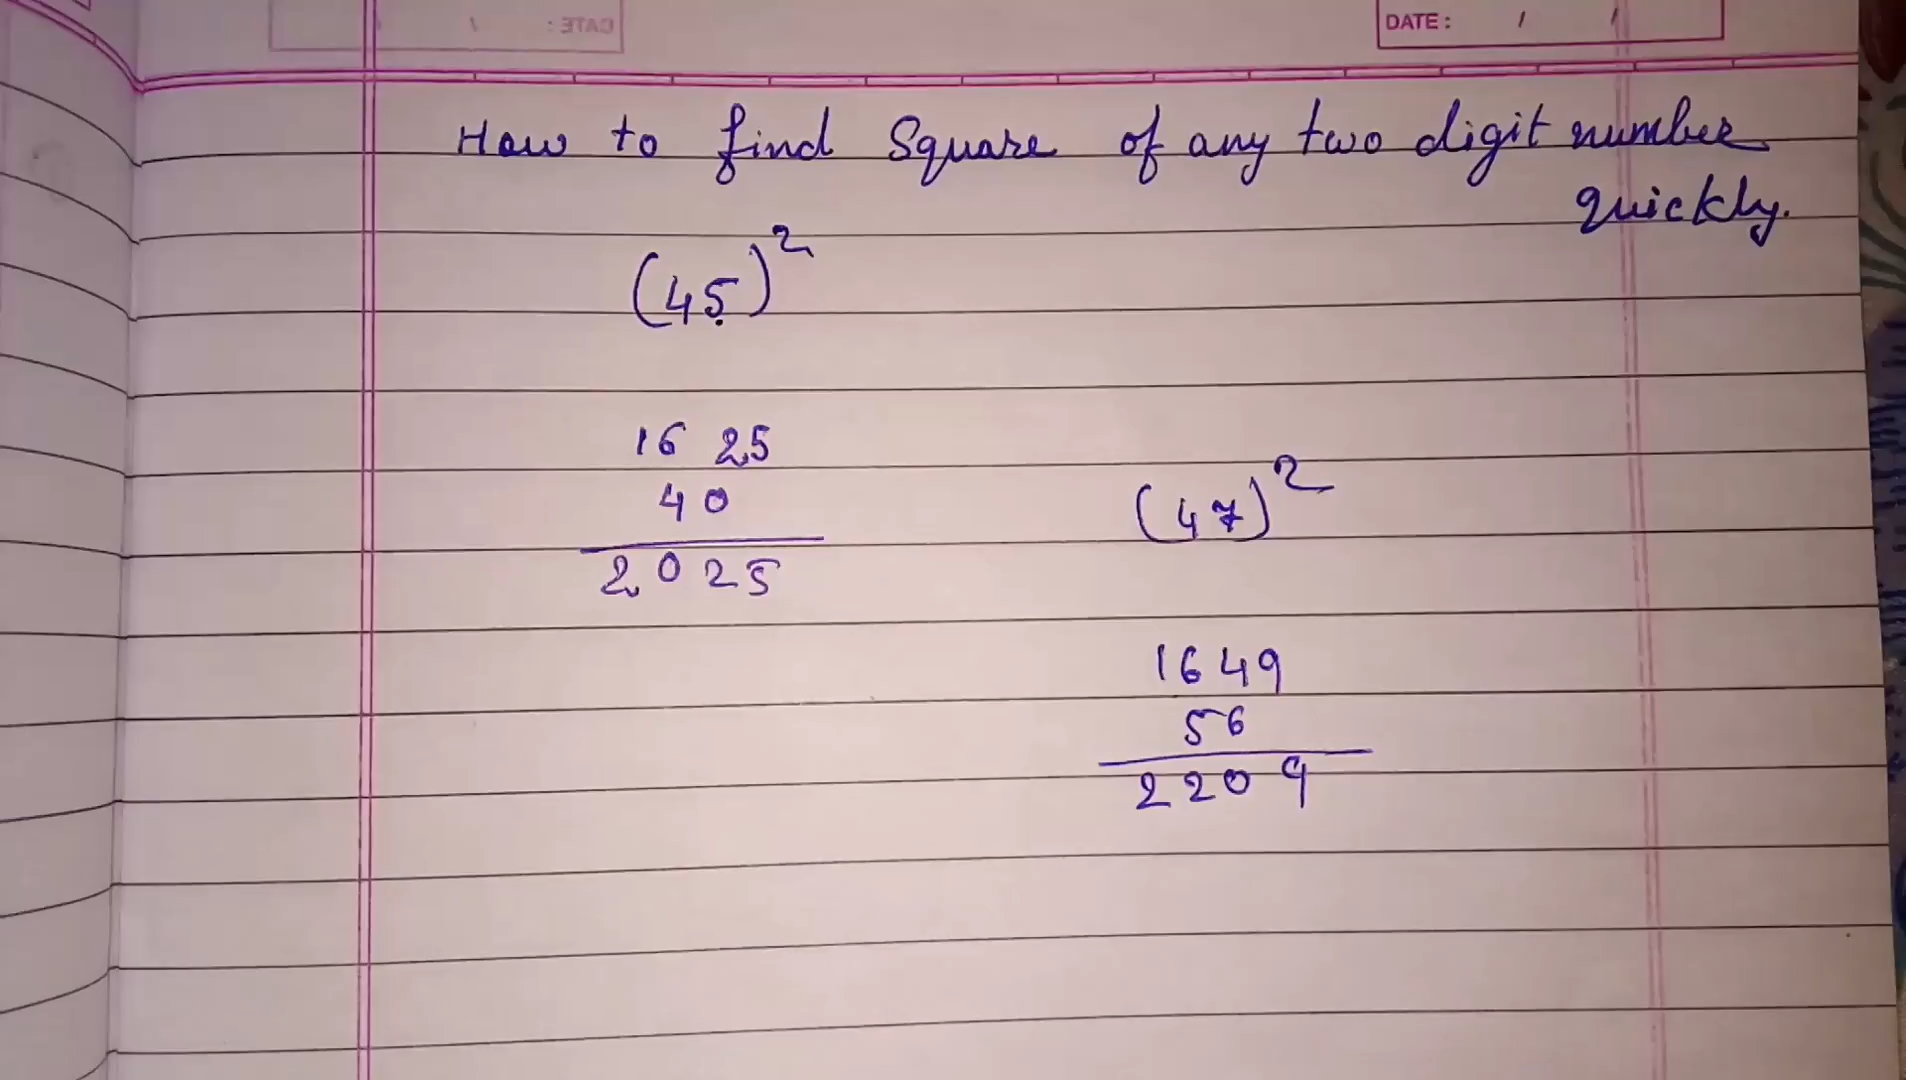 DATE : / /
How to find Square of any two digit number
quickly.
(45)²
16 25
40
2025
(47)²
1649
56
2209